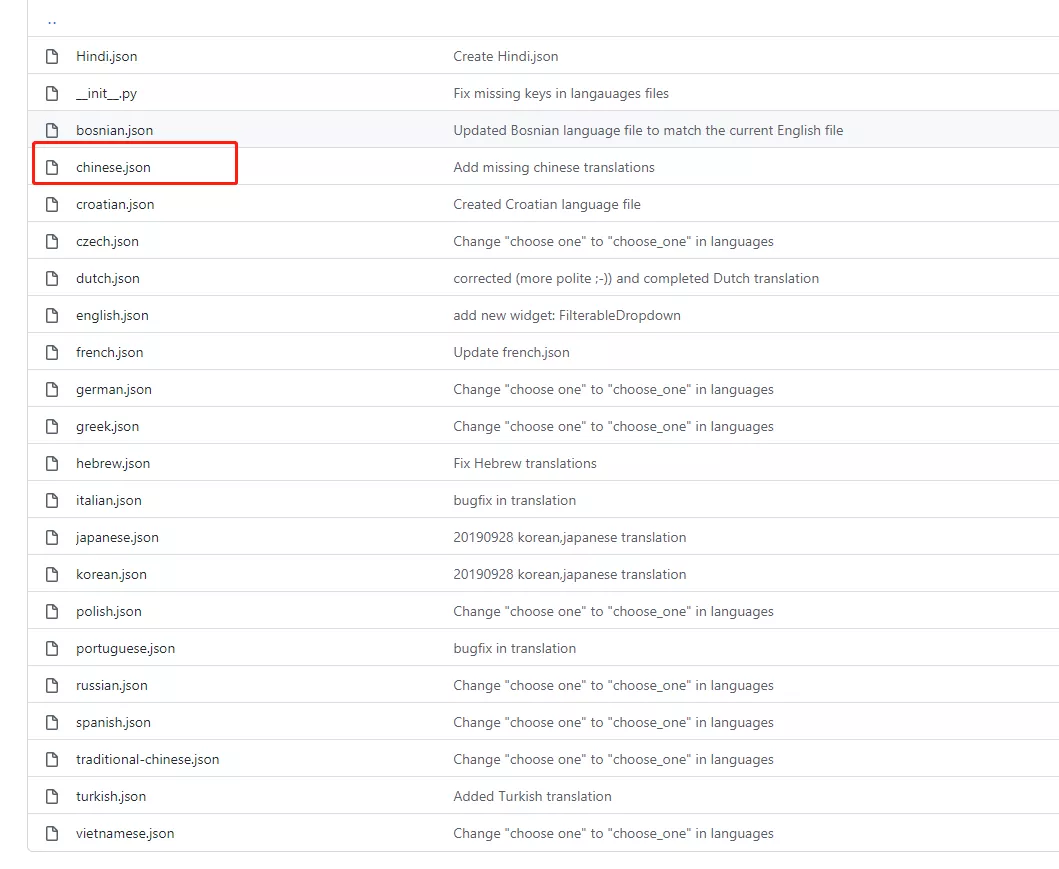 ..
Hindi.json Create Hindi.json
__init__.py Fix missing keys in langauages files
bosnian.json Updated Bosnian language file to match the current English file
chinese.json Add missing chinese translations
croatian.json Created Croatian language file
czech.json Change "choose one" to "choose_one" in languages
dutch.json corrected (more polite ;-)) and completed Dutch translation
english.json add new widget: FilterableDropdown
french.json Update french.json
german.json Change "choose one" to "choose_one" in languages
greek.json Change "choose one" to "choose_one" in languages
hebrew.json Fix Hebrew translations
italian.json bugfix in translation
japanese.json 20190928 korean,japanese translation
korean.json 20190928 korean,japanese translation
polish.json Change "choose one" to "choose_one" in languages
portuguese.json bugfix in translation
russian.json Change "choose one" to "choose_one" in languages
spanish.json Change "choose one" to "choose_one" in languages
traditional-chinese.json Change "choose one" to "choose_one" in languages
turkish.json Added Turkish translation
vietnamese.json Change "choose one" to "choose_one" in languages